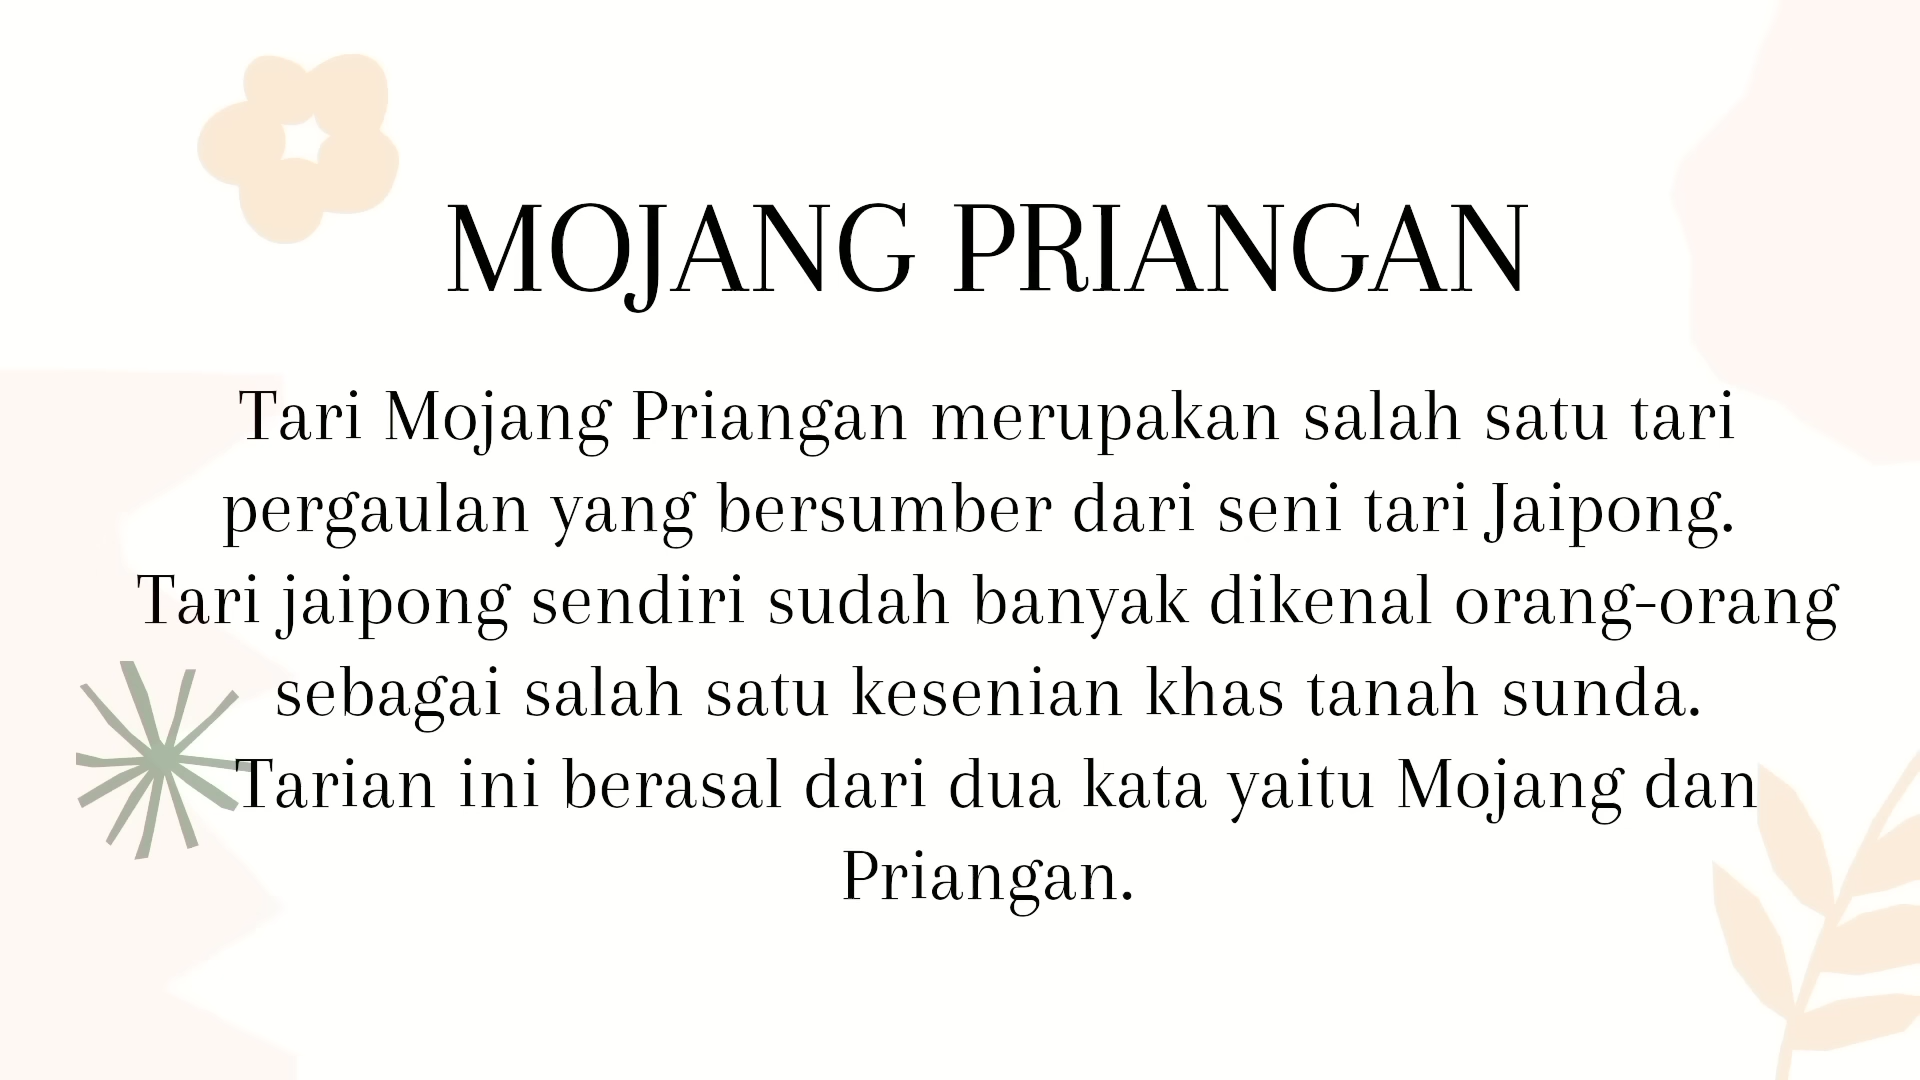 MOJANG PRIANGAN
Tari Mojang Priangan merupakan salah satu tari
pergaulan yang bersumber dari seni tari Jaipong.
Tari jaipong sendiri sudah banyak dikenal orang-orang
sebagai salah satu kesenian khas tanah sunda.
Tarian ini berasal dari dua kata yaitu Mojang dan
Priangan.